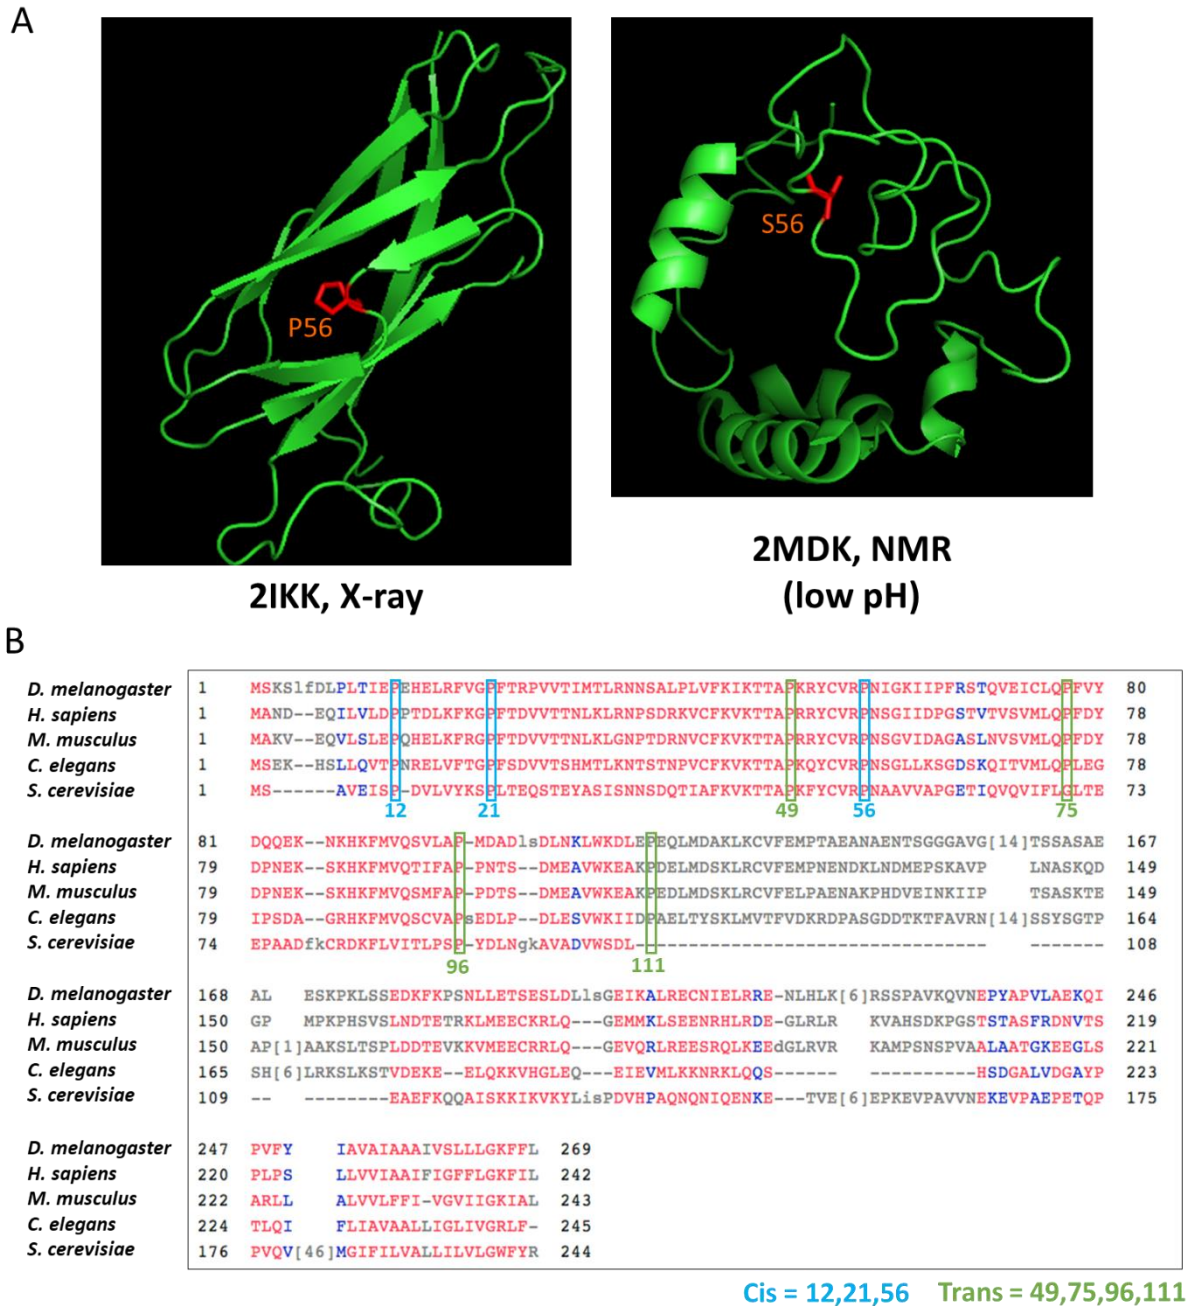 A
P56
S56
2IKK, X-ray
2MDK, NMR
(low pH)
B
D. melanogaster 1 MSKSlfDLPLTIEPEHELRFVGPFTRPVVTIMTLRNNSALPLVFKIKTTAPKRYCVRPNIGKIIPFRSTQVEICLQPFVY 80
H. sapiens 1 MAND--EQILVLDPPTDLKFKGPFTDVVTTNLKLRNPSDRKVCFKVKTTAPRRYCVRPNSGIIDPGSTVTVSVMLQPFDY 78
M. musculus 1 MAKV--EQVLSLEPQHELKFRGPFTDVVTTNLKLGNPTDRNVCFKVKTTAPRRYCVRPNSGVIDAGASLNVSVMLQPFDY 78
C. elegans 1 MSEK--HSLLQVTPNRELVFTGPFSDVVTSHMTLKNTSTNPVCFKVKTTAPKQYCVRPNSGLLKSGDSKQITVMLQPLEG 78
S. cerevisiae 1 MS------AVEISP-DVLVYKSPLTEQSTEYASISNNSDQTIAFKVKTTAPKFYCVRPNAAVVAPGETIQVQVIFLGLTE 73
12 21 49 56 75
D. melanogaster 81 DQQEK--NKHKFMVQSVLAP-MDADlsDLNKLWKDLEPEQLMDAKLKCVFEMPTAEANAENTSGGGAVG[14]TSSASAE 167
H. sapiens 79 DPNEK--SKHKFMVQTIFAP-PNTS--DMEAVWKEAKPDELMDSKLRCVFEMPNENDKLNDMEPSKAVP LNASKQD 149
M. musculus 79 DPNEK--SKHKFMVQSMFAP-PDTS--DMEAVWKEAKPDELMDSKLRCVFELPAENAKPHDVEINKIIP TSASKTE 149
C. elegans 79 IPSDA--GRHKFMVQSCVAPsEDLP--DLESVWKIIDPAELTYSKLMVTFVDKRDPASGDDTKTFAVRN[14]SSYSGTP 164
S. cerevisiae 74 EPAADfkCRDKFLVITLPSP-YDLNgkAVADVWSDL------------------------------- ------- 108
96 111
D. melanogaster 168 AL ESKPKLSSEDKFKPSNLLETSESLDLlsGEIKALRECNIELRRE-NLHLK[6]RSSPAVKQVNEPYAPVLAEKQI 246
H. sapiens 150 GP MPKPHSVSLNDTETRKLMEECKRLQ---GEMMKLSEENRHLRDE-GLRLR KVAHSDKPGSTSTASFRDNVTS 219
M. musculus 150 AP[1]AAKSLTSPLDDTEVKKVMEECRRLQ---GEVQRLREESRQLKEEdGLRVR KAMPSNSPVAALAATGKEEGLS 221
C. elegans 165 SH[6]LRKSLKSTVDEKE--ELQKKVHGLEQ---EIEVMLKKNRKLQQS------ ----------HSDGALVDGAYP 223
S. cerevisiae 109 -- --------EAEFKQQAISKKIKVKYLisPDVHPAQNQNIQENKE---TVE[6]EPKEVPAVVNEKEVPAEPETQP 175
D. melanogaster 247 PVFY IAVAIAAAIVSLLLGKFFL 269
H. sapiens 220 PLPS LLVVIAAIFIGFFLGKFIL 242
M. musculus 222 ARLL ALVVLFFI-VGVIIGKIAL 243
C. elegans 224 TLQI FLIAVAALLIGLIVGRLF- 245
S. cerevisiae 176 PVQV[46]MGIFILVALLILVLGWFYR 244
Cis = 12,21,56 Trans = 49,75,96,111